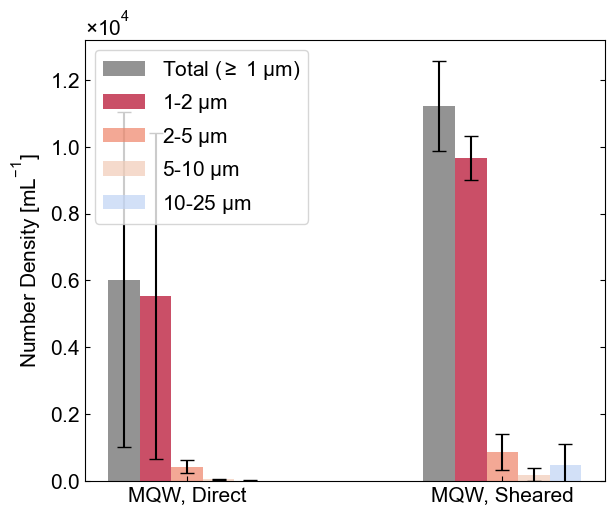 ×10⁴
Number Density [mL⁻¹]
1.2
1.0
0.8
0.6
0.4
0.2
0.0
Total (≥ 1 µm)
1-2 µm
2-5 µm
5-10 µm
10-25 µm
MQW, Direct
MQW, Sheared